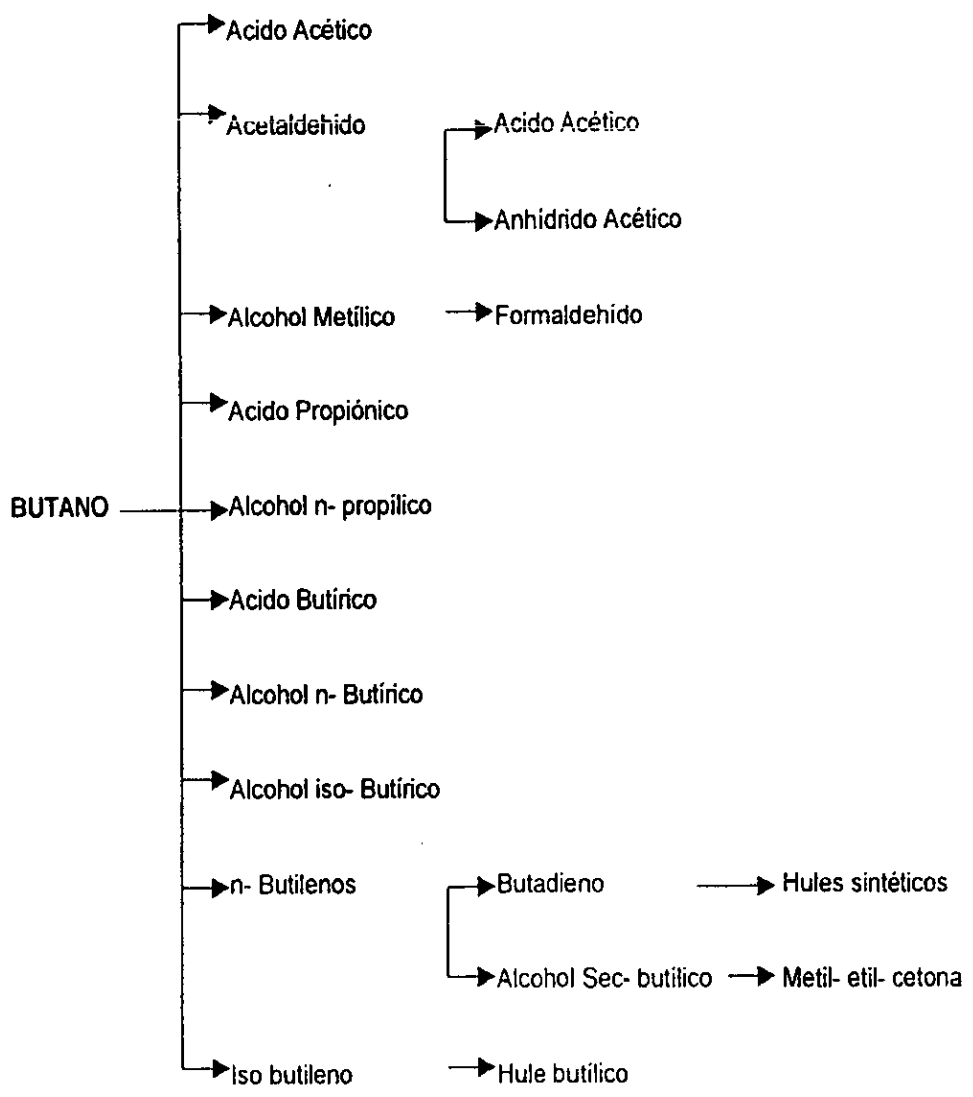 Acido Acético
Acetaldehido
Acido Acético
Anhídrido Acético
Alcohol Metílico
Formaldehído
Acido Propiónico
BUTANO
Alcohol n- propílico
Acido Butírico
Alcohol n- Butírico
Alcohol iso- Butírico
n- Butilenos
Butadieno
Hules sintéticos
Alcohol Sec- butílico
Metil- etil- cetona
Iso butileno
Hule butílico